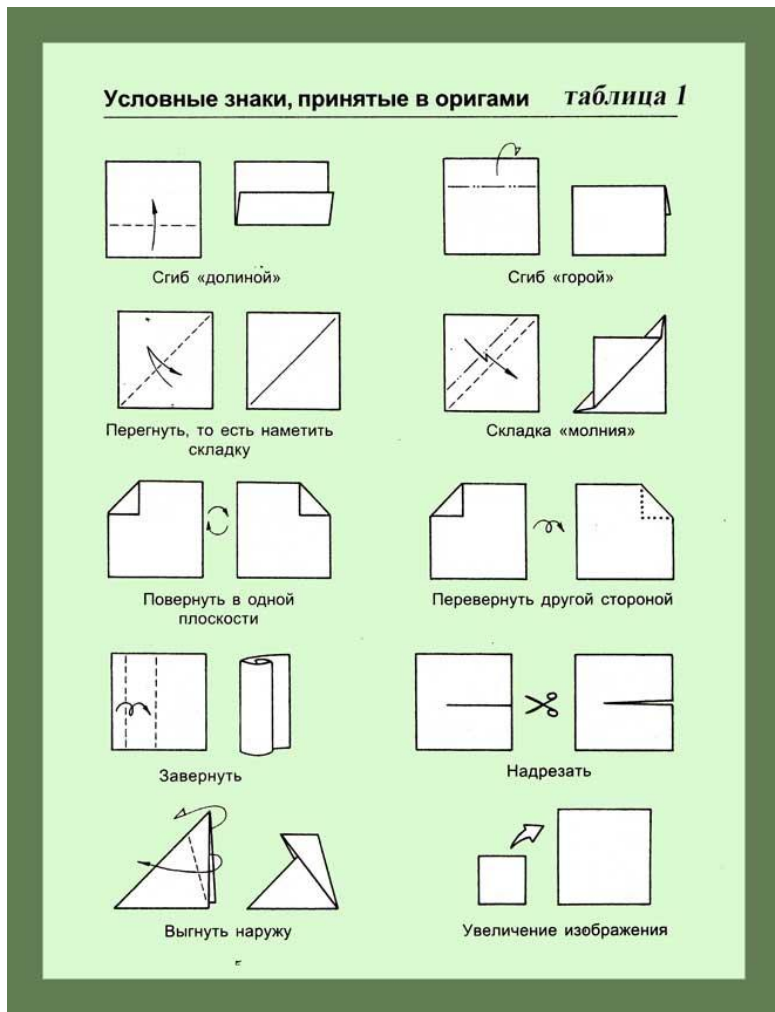 Условные знаки, принятые в оригами таблица 1
Сгиб «долиной»
Сгиб «горой»
Перегнуть, то есть наметить
складку
Складка «молния»
Повернуть в одной
плоскости
Перевернуть другой стороной
Завернуть
Надрезать
Выгнуть наружу
Увеличение изображения